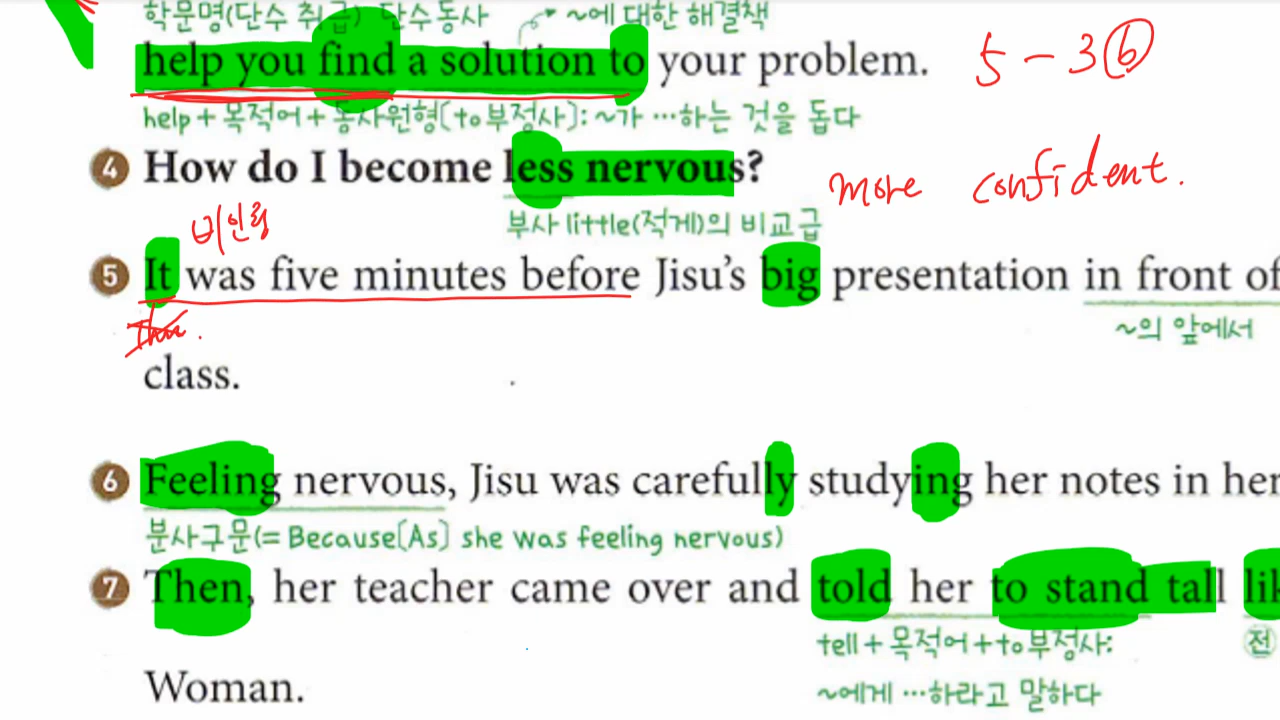 학문명(단수 취급) 단수동사 ~에 대한 해결책
help you find a solution to your problem. 5-3⑥
help + 목적어 + 동사원형(to부정사): ~가 …하는 것을 돕다
4 How do I become less nervous? more confident.
부사 little(적게)의 비교급
비인칭
5 It was five minutes before Jisu's big presentation in front of
~의 앞에서
class.
6 Feeling nervous, Jisu was carefully studying her notes in her
분사구문(= Because[As] she was feeling nervous)
7 Then, her teacher came over and told her to stand tall lik
tell + 목적어 + to부정사: 전
~에게 …하라고 말하다
Woman.